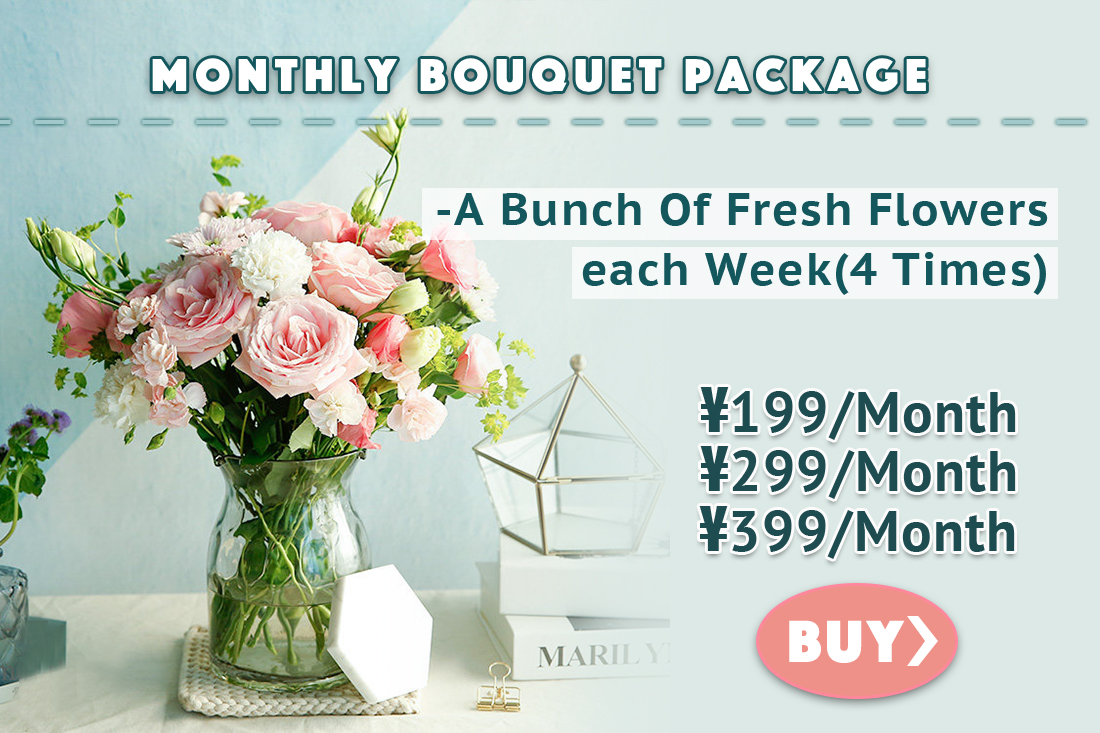 MONTHLY BOUQUET PACKAGE
-A Bunch Of Fresh Flowers
each Week(4 Times)
¥199/Month
¥299/Month
¥399/Month
BUY❯
MARILY